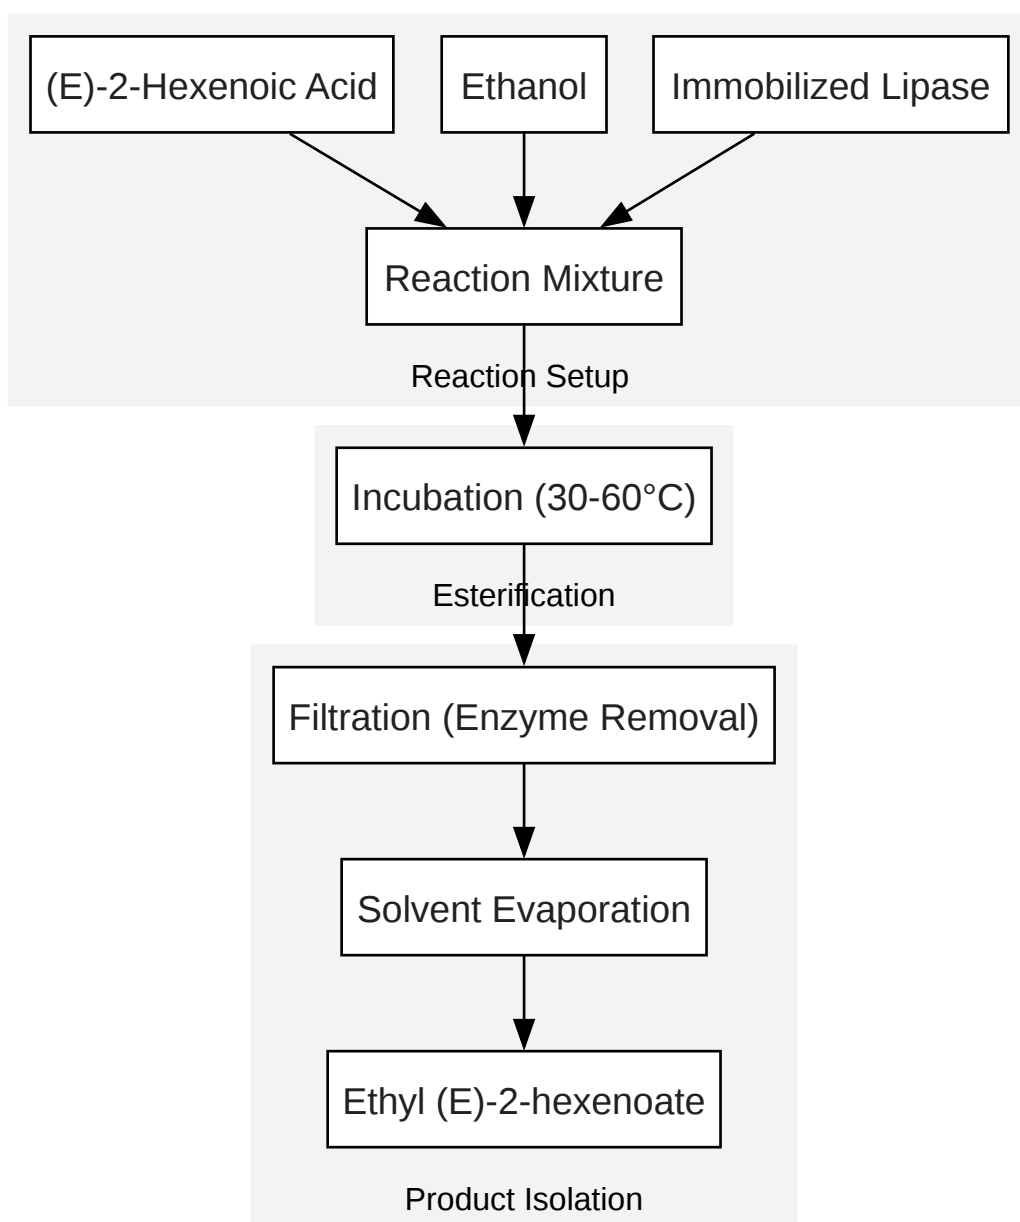 (E)-2-Hexenoic Acid
Ethanol
Immobilized Lipase
Reaction Mixture
Reaction Setup
Incubation (30-60°C)
Esterification
Filtration (Enzyme Removal)
Solvent Evaporation
Ethyl (E)-2-hexenoate
Product Isolation